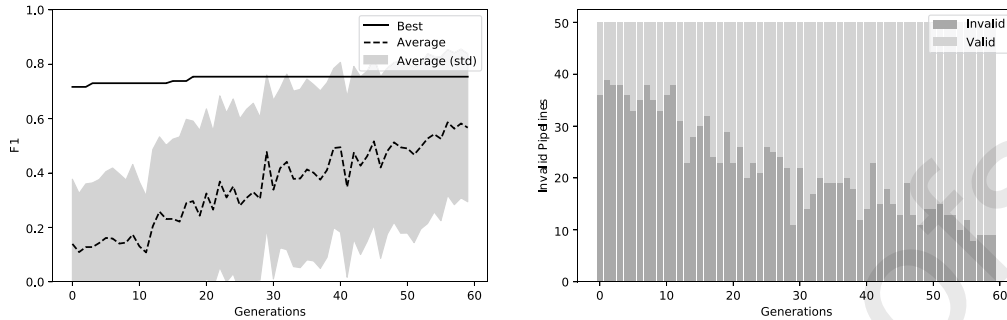 1.0
0.8
0.6
0.4
0.2
0.0
F1
Best
Average
Average (std)
0 10 20 30 40 50 60
Generations
50
40
30
20
10
0
Invalid Pipelines
Invalid
Valid
0 10 20 30 40 50 60
Generations